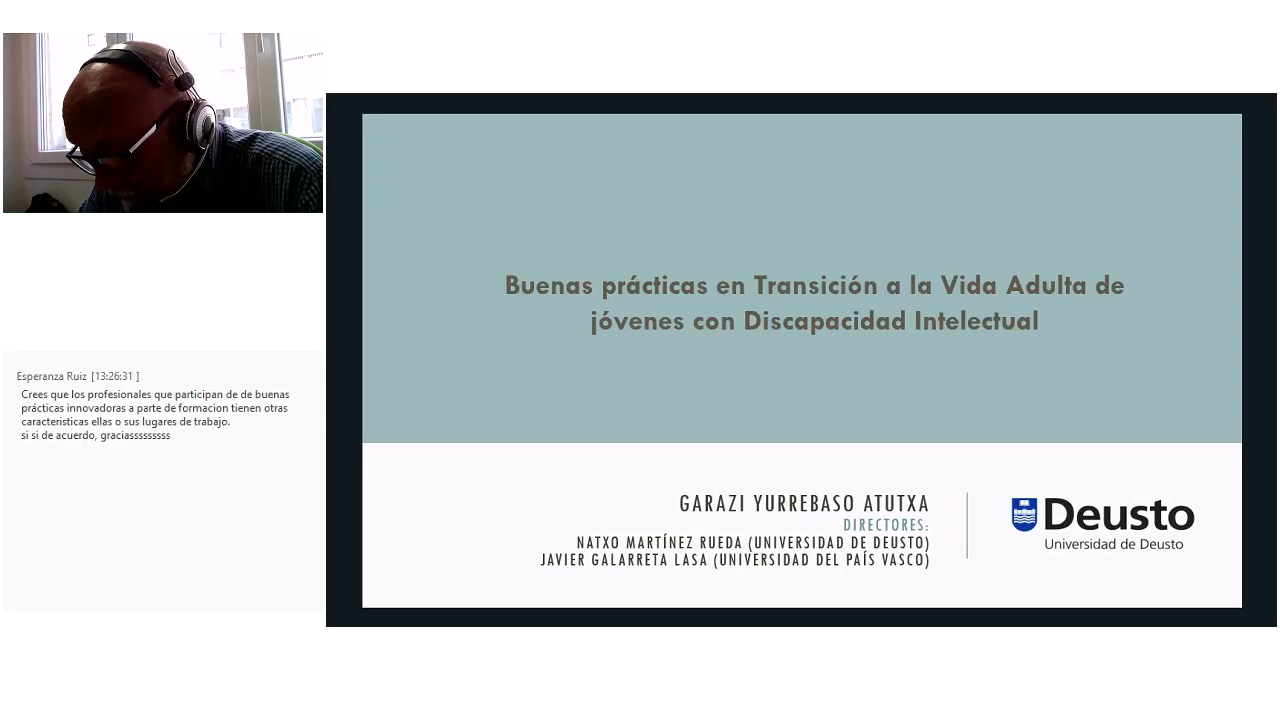 Esperanza Ruiz [13:26:31 ]
Crees que los profesionales que participan de de buenas
prácticas innovadoras a parte de formacion tienen otras
caracteristicas ellas o sus lugares de trabajo.
si si de acuerdo, graciasssssssss
Buenas prácticas en Transición a la Vida Adulta de
jóvenes con Discapacidad Intelectual
GARAZI YURREBASO ATUTXA
DIRECTORES:
NATXO MARTÍNEZ RUEDA (UNIVERSIDAD DE DEUSTO)
JAVIER GALARRETA LASA (UNIVERSIDAD DEL PAÍS VASCO)
Deusto
Universidad de Deusto